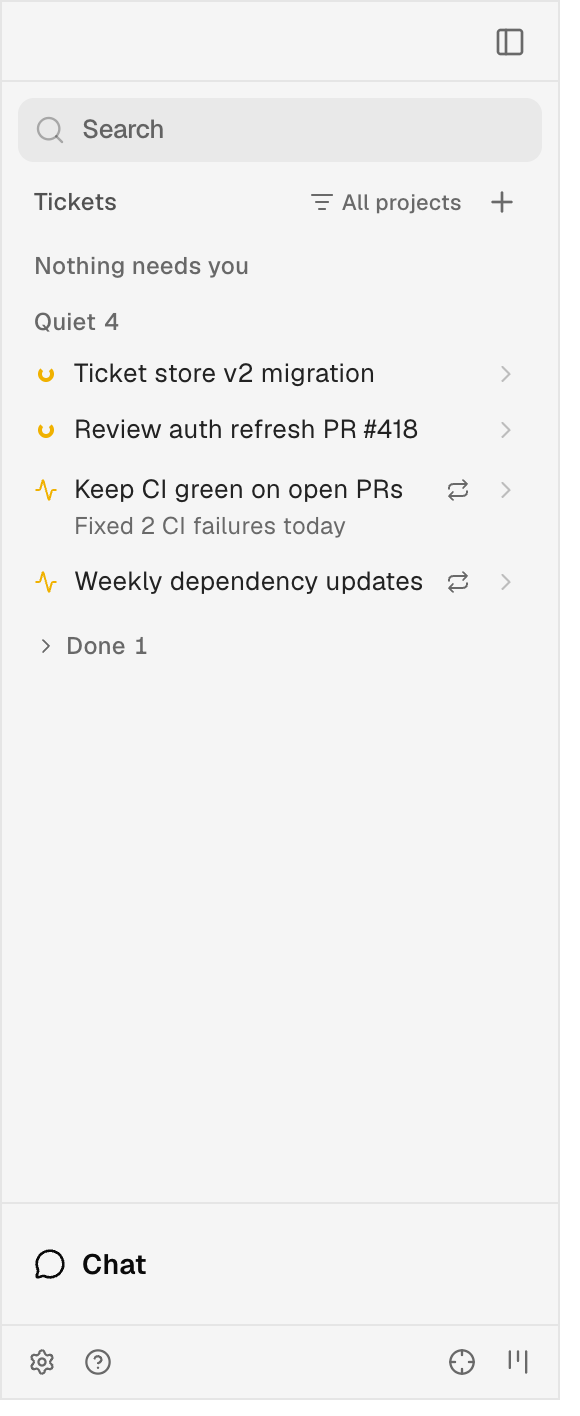 Search
Tickets All projects
Nothing needs you
Quiet 4
Ticket store v2 migration
Review auth refresh PR #418
Keep CI green on open PRs
Fixed 2 CI failures today
Weekly dependency updates
Done 1
Chat